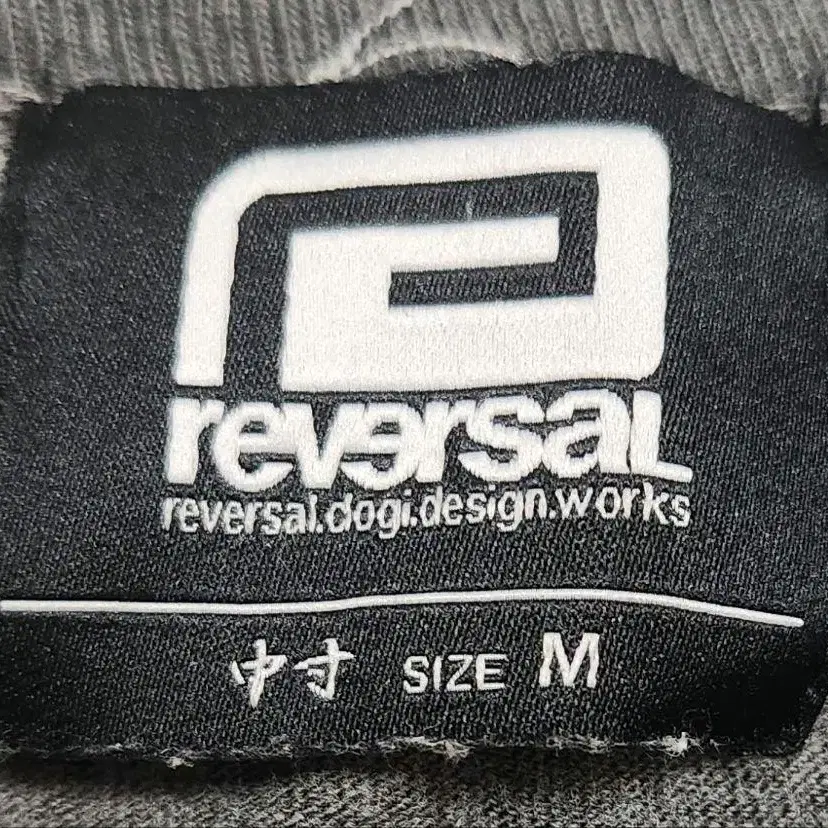 reversal
reversal.dogi.design.works
中寸 SIZE M